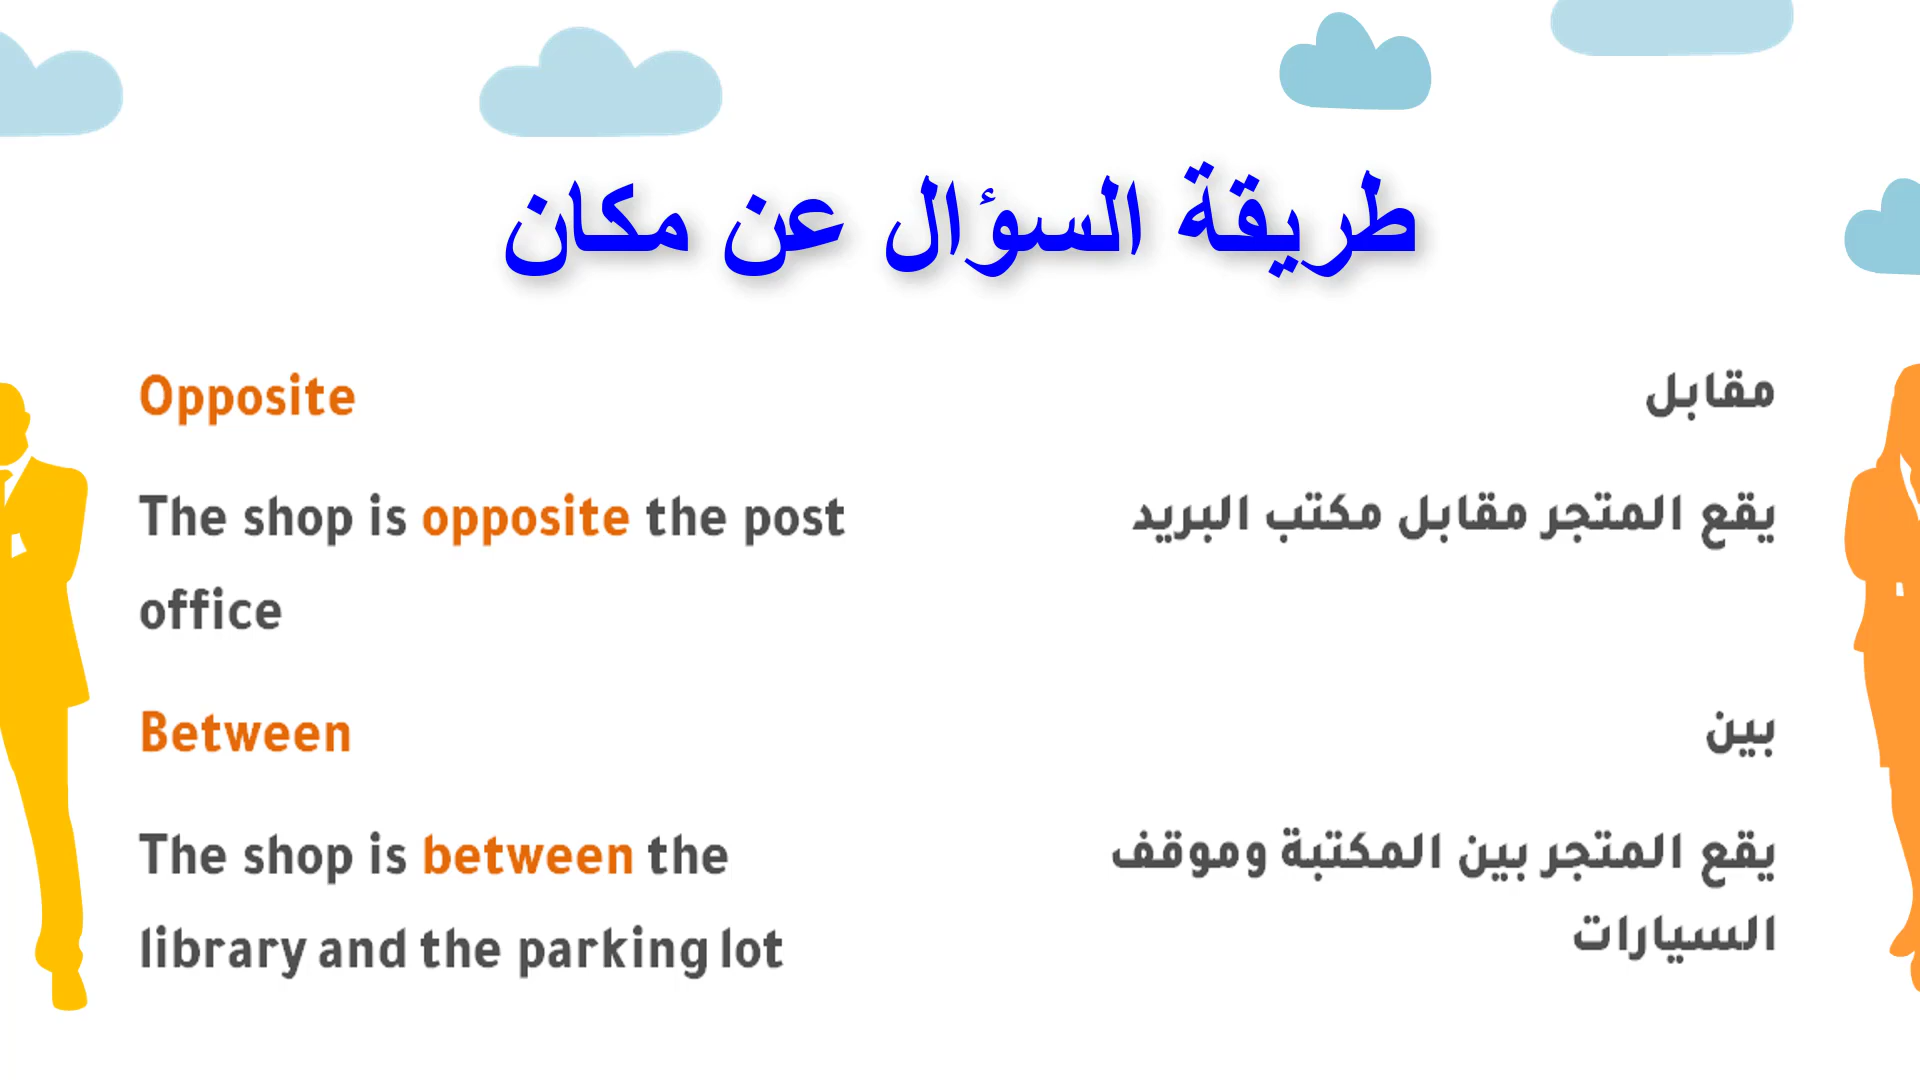 طريقة السؤال عن مكان
Opposite
مقابل
The shop is opposite the post
يقع المتجر مقابل مكتب البريد
office
Between
بين
The shop is between the
يقع المتجر بين المكتبة وموقف
library and the parking lot
السيارات